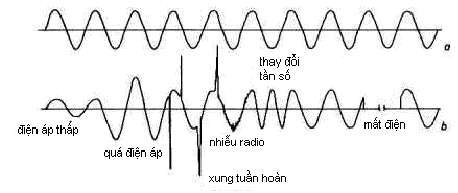 a
thay đổi
tần số
điện áp thấp
quá điện áp
nhiễu radio
mất điện
b
xung tuần hoàn